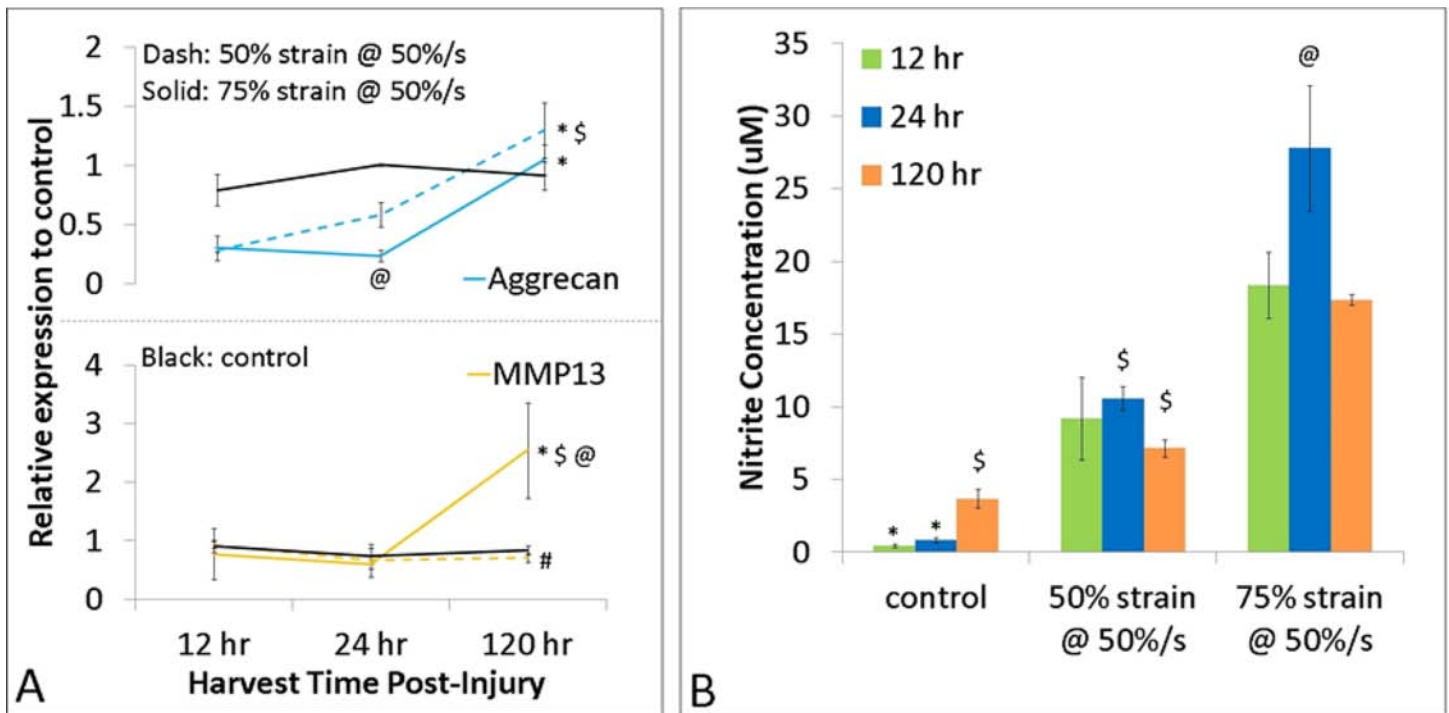 Relative expression to control
2
1.5
1
0.5
0
Dash: 50% strain @ 50%/s
Solid: 75% strain @ 50%/s
* $
*
@
Aggrecan
4
3
2
1
0
Black: control
MMP13
* $ @
#
12 hr 24 hr 120 hr
Harvest Time Post-Injury
A
Nitrite Concentration (uM)
35
30
25
20
15
10
5
0
12 hr
24 hr
120 hr
* * $
$ $
@
control 50% strain 75% strain
@ 50%/s @ 50%/s
B